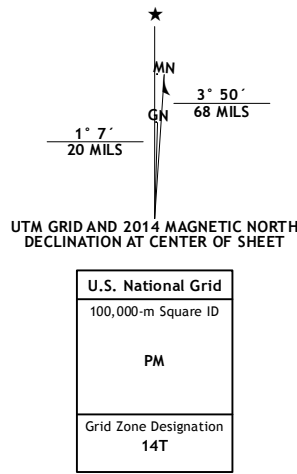 MN
3° 50´
68 MILS
GN
1° 7´
20 MILS
UTM GRID AND 2014 MAGNETIC NORTH
DECLINATION AT CENTER OF SHEET
U.S. National Grid
100,000-m Square ID
PM
Grid Zone Designation
14T